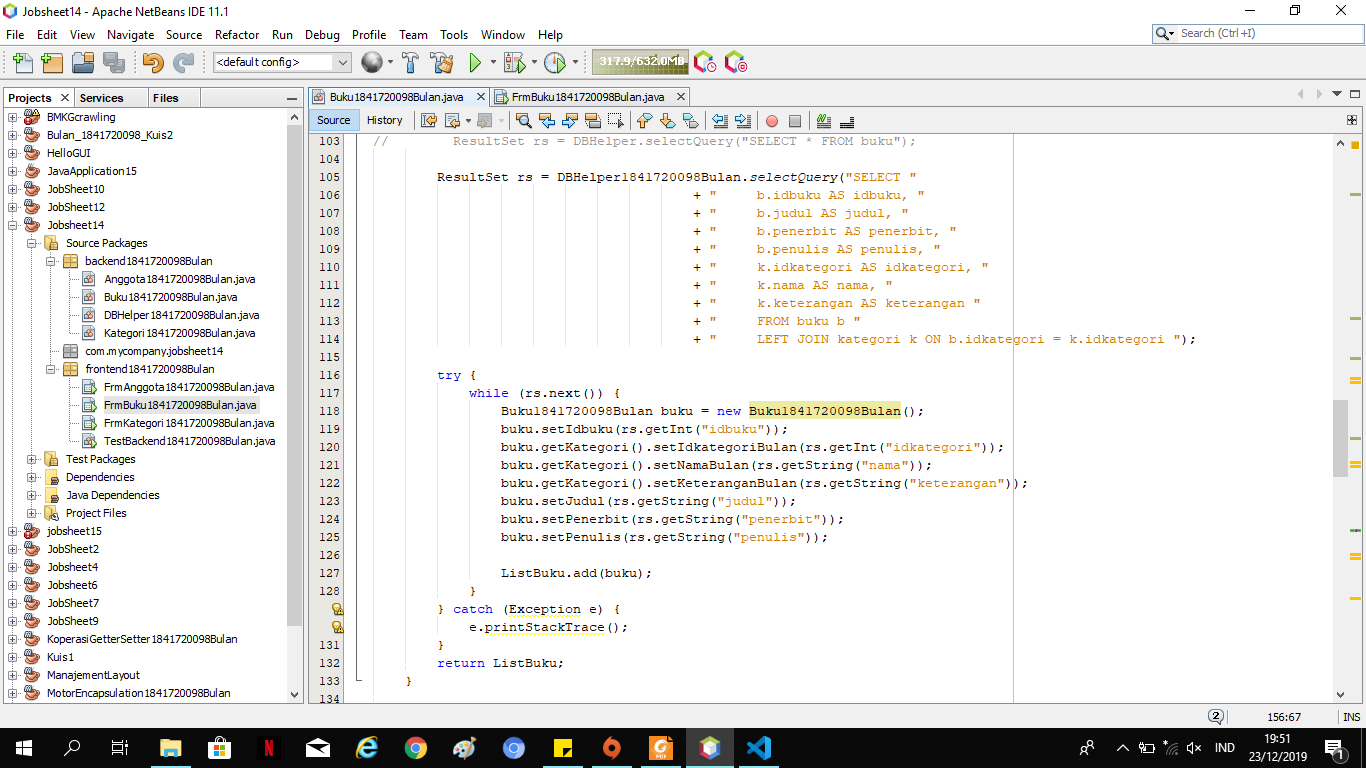 Jobsheet14 - Apache NetBeans IDE 11.1
File Edit View Navigate Source Refactor Run Debug Profile Team Tools Window Help
Search (Ctrl+I)
<default config>
317.9/632.0MB
Projects Services Files
Buku1841720098Bulan.java FrmBuku1841720098Bulan.java
Source History
BMKGcrawling
Bulan_1841720098_Kuis2
HelloGUI
JavaApplication15
JobSheet10
JobSheet12
Jobsheet14
Source Packages
backend1841720098Bulan
Anggota1841720098Bulan.java
Buku1841720098Bulan.java
DBHelper1841720098Bulan.java
Kategori1841720098Bulan.java
com.mycompany.jobsheet14
frontend1841720098Bulan
FrmAnggota1841720098Bulan.java
FrmBuku1841720098Bulan.java
FrmKategori1841720098Bulan.java
TestBackend1841720098Bulan.java
Test Packages
Dependencies
Java Dependencies
Project Files
jobsheet15
JobSheet2
Jobsheet4
Jobsheet6
JobSheet7
JobSheet9
KoperasiGetterSetter1841720098Bulan
Kuis1
ManajementLayout
MotorEncapsulation1841720098Bulan
103 // ResultSet rs = DBHelper.selectQuery("SELECT * FROM buku");
104
105 ResultSet rs = DBHelper1841720098Bulan.selectQuery("SELECT "
106 + " b.idbuku AS idbuku, "
107 + " b.judul AS judul, "
108 + " b.penerbit AS penerbit, "
109 + " b.penulis AS penulis, "
110 + " k.idkategori AS idkategori, "
111 + " k.nama AS nama, "
112 + " k.keterangan AS keterangan "
113 + " FROM buku b "
114 + " LEFT JOIN kategori k ON b.idkategori = k.idkategori ");
115
116 try {
117 while (rs.next()) {
118 Buku1841720098Bulan buku = new Buku1841720098Bulan();
119 buku.setIdbuku(rs.getInt("idbuku"));
120 buku.getKategori().setIdkategoriBulan(rs.getInt("idkategori"));
121 buku.getKategori().setNamaBulan(rs.getString("nama"));
122 buku.getKategori().setKeteranganBulan(rs.getString("keterangan"));
123 buku.setJudul(rs.getString("judul"));
124 buku.setPenerbit(rs.getString("penerbit"));
125 buku.setPenulis(rs.getString("penulis"));
126
127 ListBuku.add(buku);
128 }
} catch (Exception e) {
e.printStackTrace();
131 }
132 return ListBuku;
133 }
134
2 156:67 INS
IND
19:51
23/12/2019
1